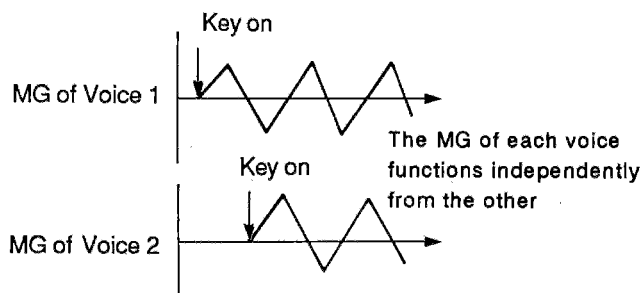 Key on
MG of Voice 1
The MG of each voice
functions independently
from the other
Key on
MG of Voice 2